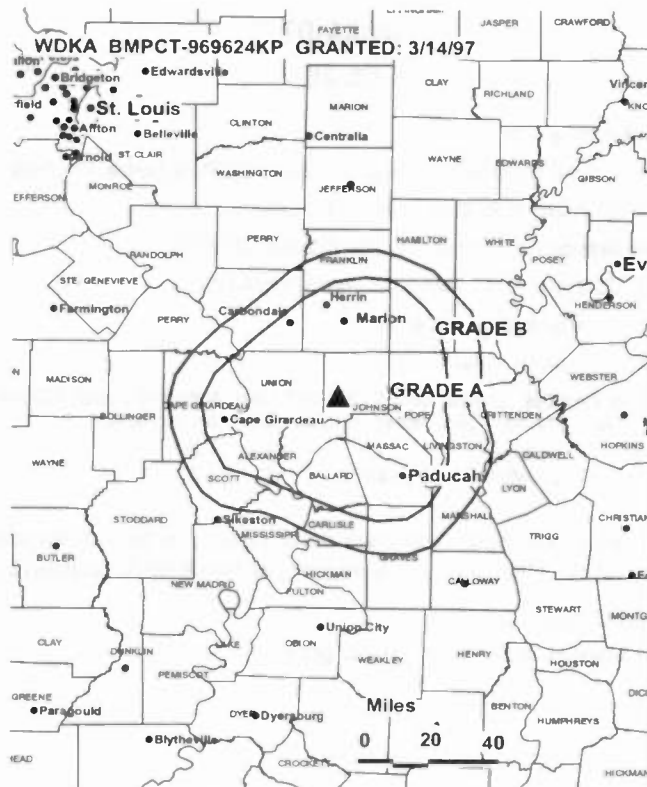 FAYETTE
JASPER
CRAWFORD
WDKA BMPCT-969624KP GRANTED: 3/14/97
Bridgeton
Edwardsville
CLAY
RICHLAND
St. Louis
MARION
CLINTON
Affton
Belleville
Centralia
ST CLAIR
WAYNE
EDWARDS
WASHINGTON
GIBSON
MONROE
JEFFERSON
RANDOLPH
PERRY
HAMILTON
WHITE
POSEY
FRANKLIN
STE. GENEVIEVE
HENDERSON
Farmington
PERRY
Carbondale
Herrin
Marion
GRADE B
WEBSTER
MADISON
UNION
GRADE A
BOLLINGER
CAPE GIRARDEAU
JOHNSON
POPE
CRITTENDEN
Cape Girardeau
MASSAC
LIVINGSTON
HOPKINS
WAYNE
ALEXANDER
CALDWELL
SCOTT
BALLARD
Paducah
LYON
STODDARD
Sikeston
CARLISLE
MARSHALL
MISSISSIPPI
TRIGG
BUTLER
GRAVES
NEW MADRID
HICKMAN
CALLOWAY
FULTON
STEWART
Union City
CLAY
DUNKLIN
LAKE
OBION
WEAKLEY
HENRY
HOUSTON
PEMISCOT
GREENE
BENTON
Paragould
DYER
Dyersburg
Miles
HUMPHREYS
Blytheville
0 20 40
CROCKETT